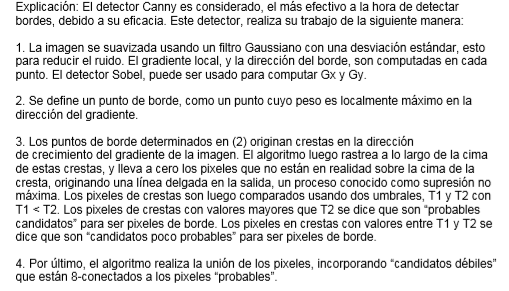 Explicación: El detector Canny es considerado, el más efectivo a la hora de detectar
bordes, debido a su eficacia. Este detector, realiza su trabajo de la siguiente manera:
1. La imagen se suavizada usando un filtro Gaussiano con una desviación estándar, esto
para reducir el ruido. El gradiente local, y la dirección del borde, son computadas en cada
punto. El detector Sobel, puede ser usado para computar Gx y Gy.
2. Se define un punto de borde, como un punto cuyo peso es localmente máximo en la
dirección del gradiente.
3. Los puntos de borde determinados en (2) originan crestas en la dirección
de crecimiento del gradiente de la imagen. El algoritmo luego rastrea a lo largo de la cima
de estas crestas, y lleva a cero los pixeles que no están en realidad sobre la cima de la
cresta, originando una línea delgada en la salida, un proceso conocido como supresión no
máxima. Los pixeles de crestas son luego comparados usando dos umbrales, T1 y T2 con
T1 < T2. Los pixeles de crestas con valores mayores que T2 se dice que son “probables
candidatos” para ser pixeles de borde. Los pixeles en crestas con valores entre T1 y T2 se
dice que son “candidatos poco probables” para ser pixeles de borde.
4. Por último, el algoritmo realiza la unión de los pixeles, incorporando “candidatos débiles”
que están 8-conectados a los pixeles “probables”.